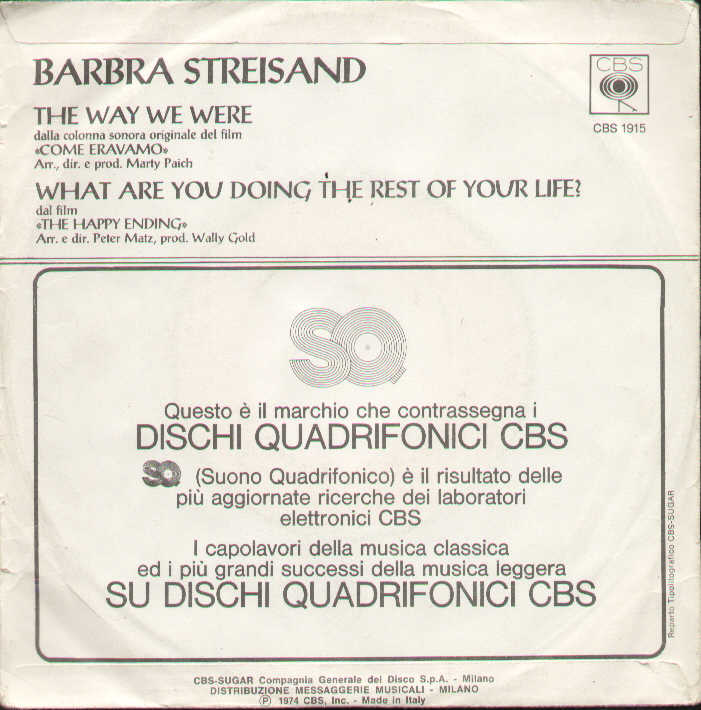 BARBRA STREISAND
CBS
CBS 1915
THE WAY WE WERE
dalla colonna sonora originale del film
«COME ERAVAMO»
Arr., dir. e prod. Marty Paich
WHAT ARE YOU DOING THE REST OF YOUR LIFE?
dal film
«THE HAPPY ENDING»
Arr. e dir. Peter Matz, prod. Wally Gold
SQ
Questo è il marchio che contrassegna i
DISCHI QUADRIFONICI CBS
SQ (Suono Quadrifonico) è il risultato delle
più aggiornate ricerche dei laboratori
elettronici CBS
I capolavori della musica classica
ed i più grandi successi della musica leggera
SU DISCHI QUADRIFONICI CBS
Reparto Tipolitografico CBS-SUGAR
CBS-SUGAR Compagnia Generale del Disco S.p.A. - Milano
DISTRIBUZIONE MESSAGGERIE MUSICALI - MILANO
Ⓟ 1974 CBS, Inc. - Made in Italy